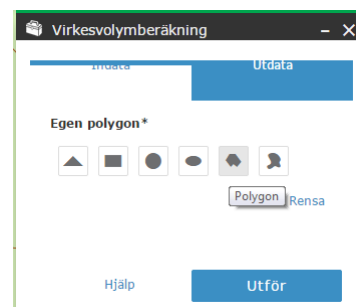 Virkesvolymberäkning
Indata Utdata
Egen polygon*
Polygon Rensa
Hjälp Utför